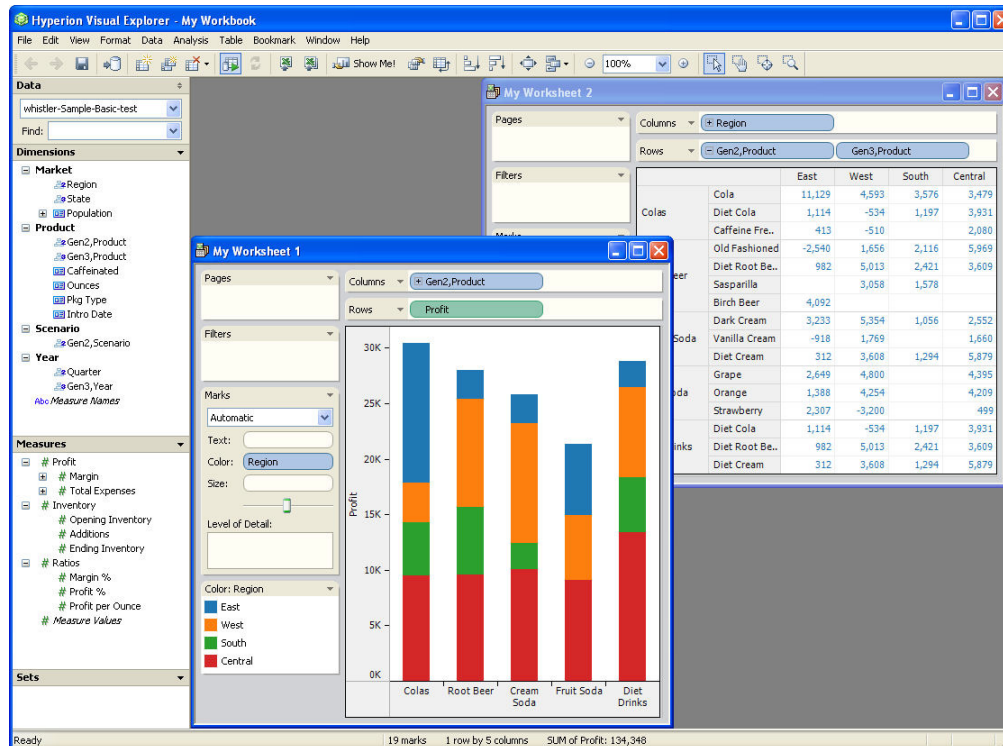 Hyperion Visual Explorer - My Workbook
File Edit View Format Data Analysis Table Bookmark Window Help
Show Me! 100%
Data
whistler-Sample-Basic-test
Find:
Dimensions
Market
Region
State
Population
Product
Gen2,Product
Gen3,Product
Caffeinated
Ounces
Pkg Type
Intro Date
Scenario
Gen2,Scenario
Year
Quarter
Gen3,Year
Abc Measure Names
Measures
# Profit
# Margin
# Total Expenses
# Inventory
# Opening Inventory
# Additions
# Ending Inventory
# Ratios
# Margin %
# Profit %
# Profit per Ounce
# Measure Values
Sets
My Worksheet 2
Pages
Filters
Marks
Columns + Region
Rows - Gen2,Product Gen3,Product
East West South Central
Colas
Cola 11,129 4,593 3,576 3,479
Diet Cola 1,114 -534 1,197 3,931
Caffeine Fre.. 413 -510 2,080
eer
Old Fashioned -2,540 1,656 2,116 5,969
Diet Root Be.. 982 5,013 2,421 3,609
Sasparilla 3,058 1,578
Birch Beer 4,092
Soda
Dark Cream 3,233 5,354 1,056 2,552
Vanilla Cream -918 1,769 1,660
Diet Cream 312 3,608 1,294 5,879
oda
Grape 2,649 4,800 4,395
Orange 1,388 4,254 4,209
Strawberry 2,307 -3,200 499
inks
Diet Cola 1,114 -534 1,197 3,931
Diet Root Be.. 982 5,013 2,421 3,609
Diet Cream 312 3,608 1,294 5,879
My Worksheet 1
Pages
Filters
Marks
Automatic
Text:
Color: Region
Size:
Level of Detail:
Color: Region
East
West
South
Central
Columns + Gen2,Product
Rows Profit
Profit
30K
25K
20K
15K
10K
5K
0K
Colas Root Beer Cream Soda Fruit Soda Diet Drinks
Ready 19 marks 1 row by 5 columns SUM of Profit: 134,348